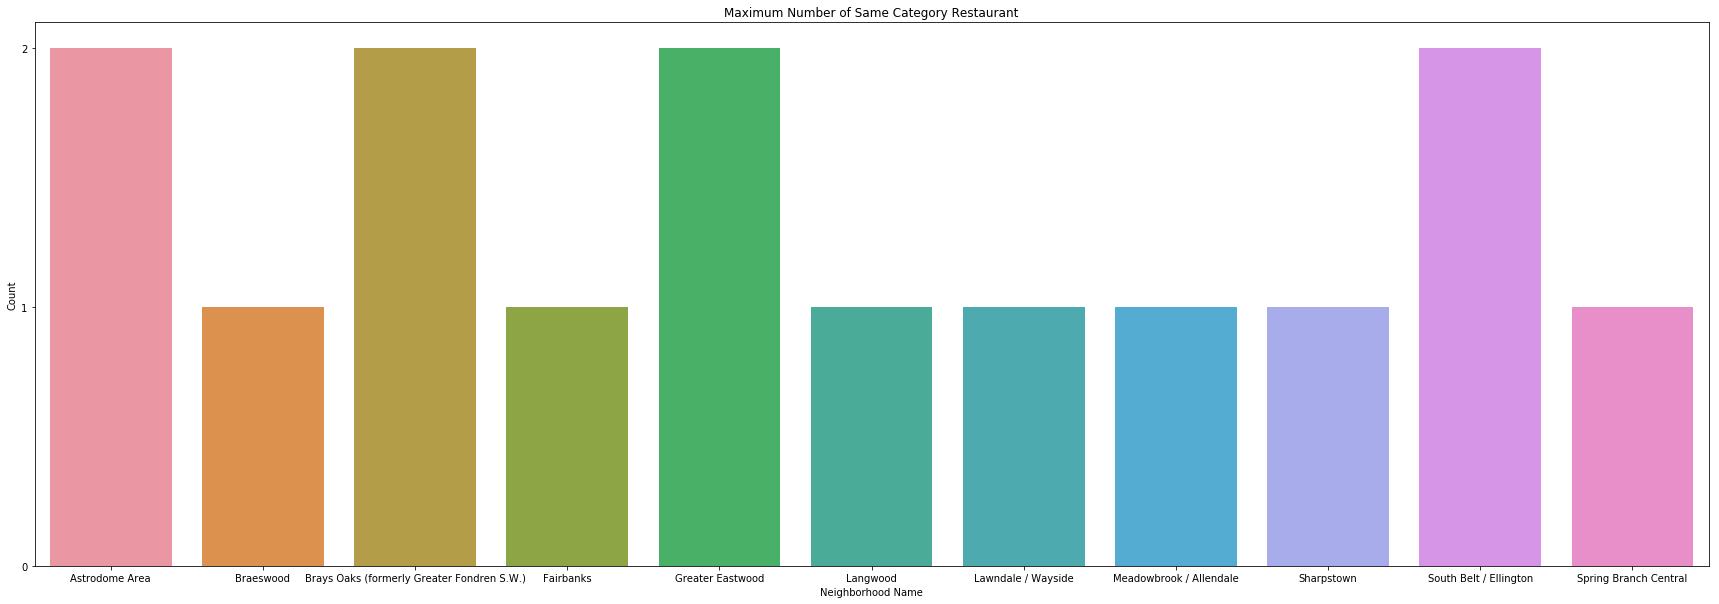 Maximum Number of Same Category Restaurant
Count
2
1
0
Astrodome Area
Braeswood
Brays Oaks (formerly Greater Fondren S.W.)
Fairbanks
Greater Eastwood
Langwood
Lawndale / Wayside
Meadowbrook / Allendale
Sharpstown
South Belt / Ellington
Spring Branch Central
Neighborhood Name